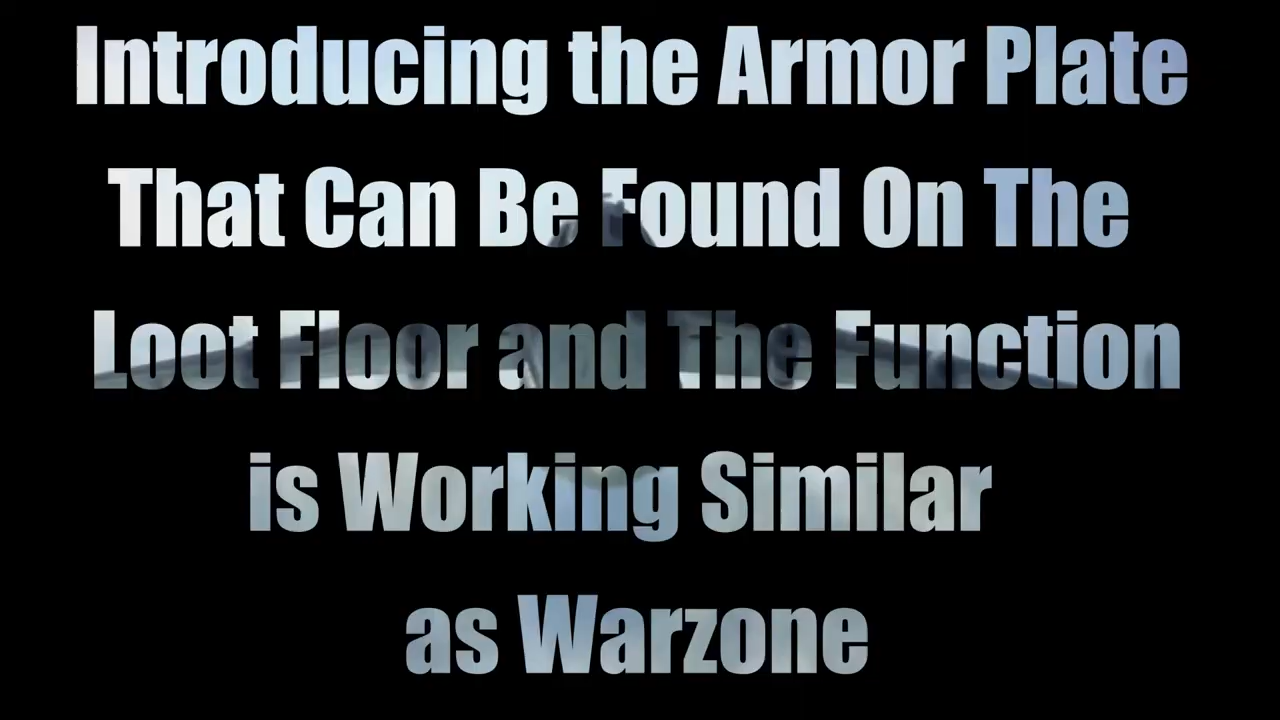 Introducing the Armor Plate
That Can Be Found On The
Loot Floor and The Function
is Working Similar
as Warzone